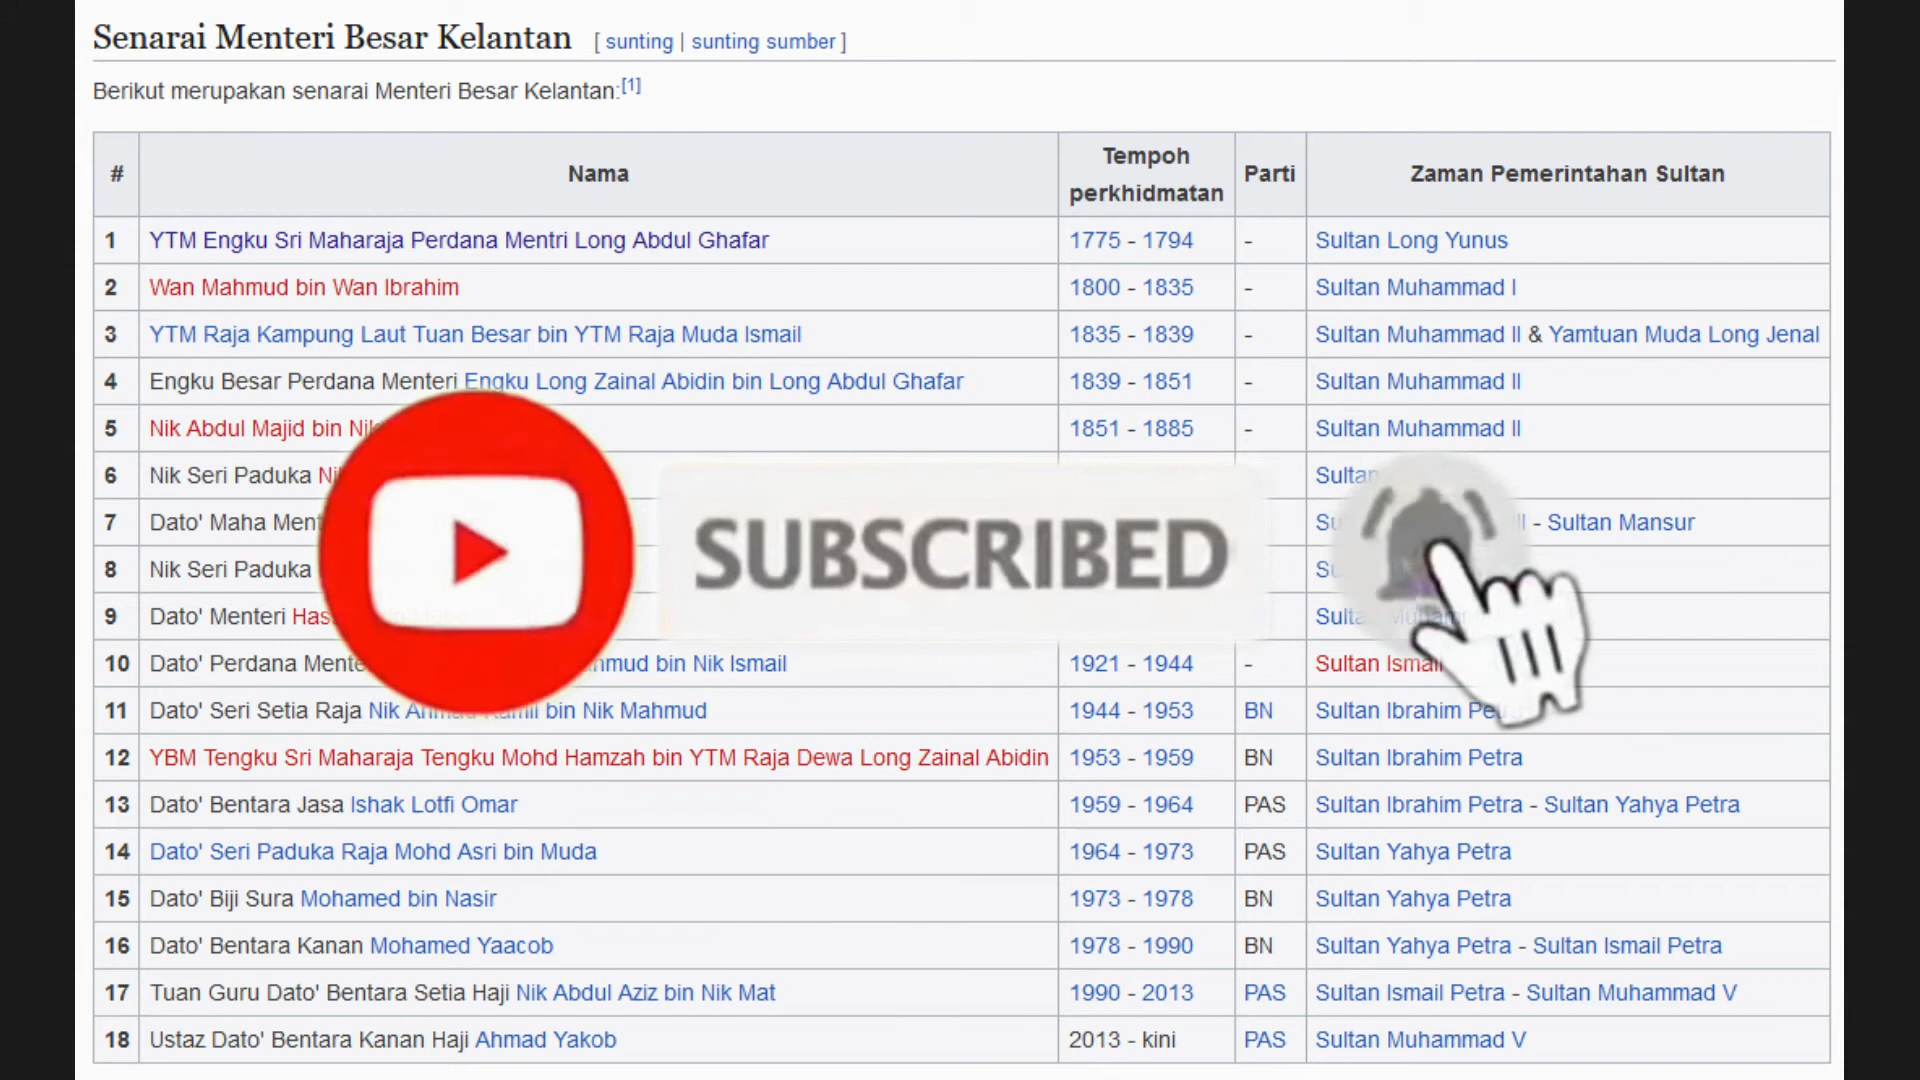 Senarai Menteri Besar Kelantan [ sunting | sunting sumber ]
Berikut merupakan senarai Menteri Besar Kelantan:[1]
# Nama Tempoh perkhidmatan Parti Zaman Pemerintahan Sultan
1 YTM Engku Sri Maharaja Perdana Mentri Long Abdul Ghafar 1775 - 1794 - Sultan Long Yunus
2 Wan Mahmud bin Wan Ibrahim 1800 - 1835 - Sultan Muhammad I
3 YTM Raja Kampung Laut Tuan Besar bin YTM Raja Muda Ismail 1835 - 1839 - Sultan Muhammad II & Yamtuan Muda Long Jenal
4 Engku Besar Perdana Menteri Engku Long Zainal Abidin bin Long Abdul Ghafar 1839 - 1851 - Sultan Muhammad II
5 Nik Abdul Majid bin 1851 - 1885 - Sultan Muhammad II
6 Nik Seri Paduka Sultan
7 Dato' Maha - Sultan Mansur
8 Nik Seri Paduka
SUBSCRIBED
9 Dato' Menteri
10 Dato' Perdana bin Nik Ismail 1921 - 1944 - Sultan Ismail
11 Dato' Seri Setia Raja Nik bin Nik Mahmud 1944 - 1953 BN Sultan Ibrahim
12 YBM Tengku Sri Maharaja Tengku Mohd Hamzah bin YTM Raja Dewa Long Zainal Abidin 1953 - 1959 BN Sultan Ibrahim Petra
13 Dato' Bentara Jasa Ishak Lotfi Omar 1959 - 1964 PAS Sultan Ibrahim Petra - Sultan Yahya Petra
14 Dato' Seri Paduka Raja Mohd Asri bin Muda 1964 - 1973 PAS Sultan Yahya Petra
15 Dato' Biji Sura Mohamed bin Nasir 1973 - 1978 BN Sultan Yahya Petra
16 Dato' Bentara Kanan Mohamed Yaacob 1978 - 1990 BN Sultan Yahya Petra - Sultan Ismail Petra
17 Tuan Guru Dato' Bentara Setia Haji Nik Abdul Aziz bin Nik Mat 1990 - 2013 PAS Sultan Ismail Petra - Sultan Muhammad V
18 Ustaz Dato' Bentara Kanan Haji Ahmad Yakob 2013 - kini PAS Sultan Muhammad V